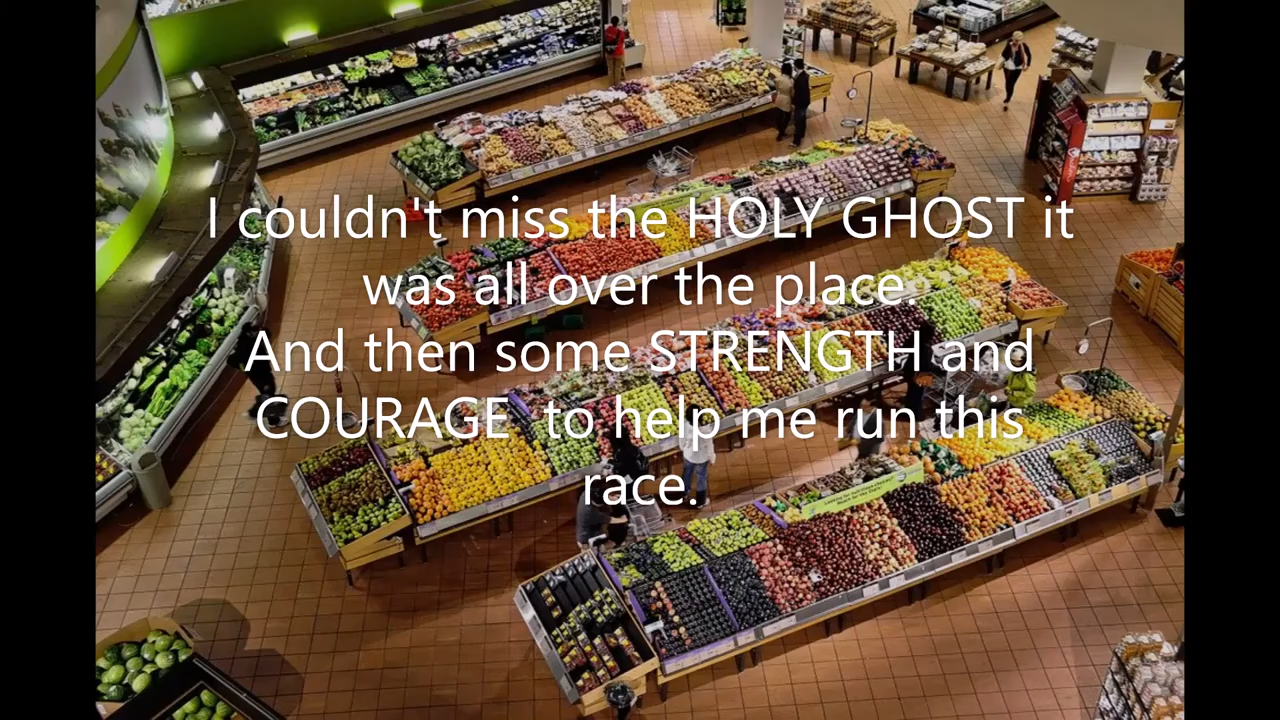 I couldn't miss the HOLY GHOST it
was all over the place.
And then some STRENGTH and
COURAGE  to help me run this
race.